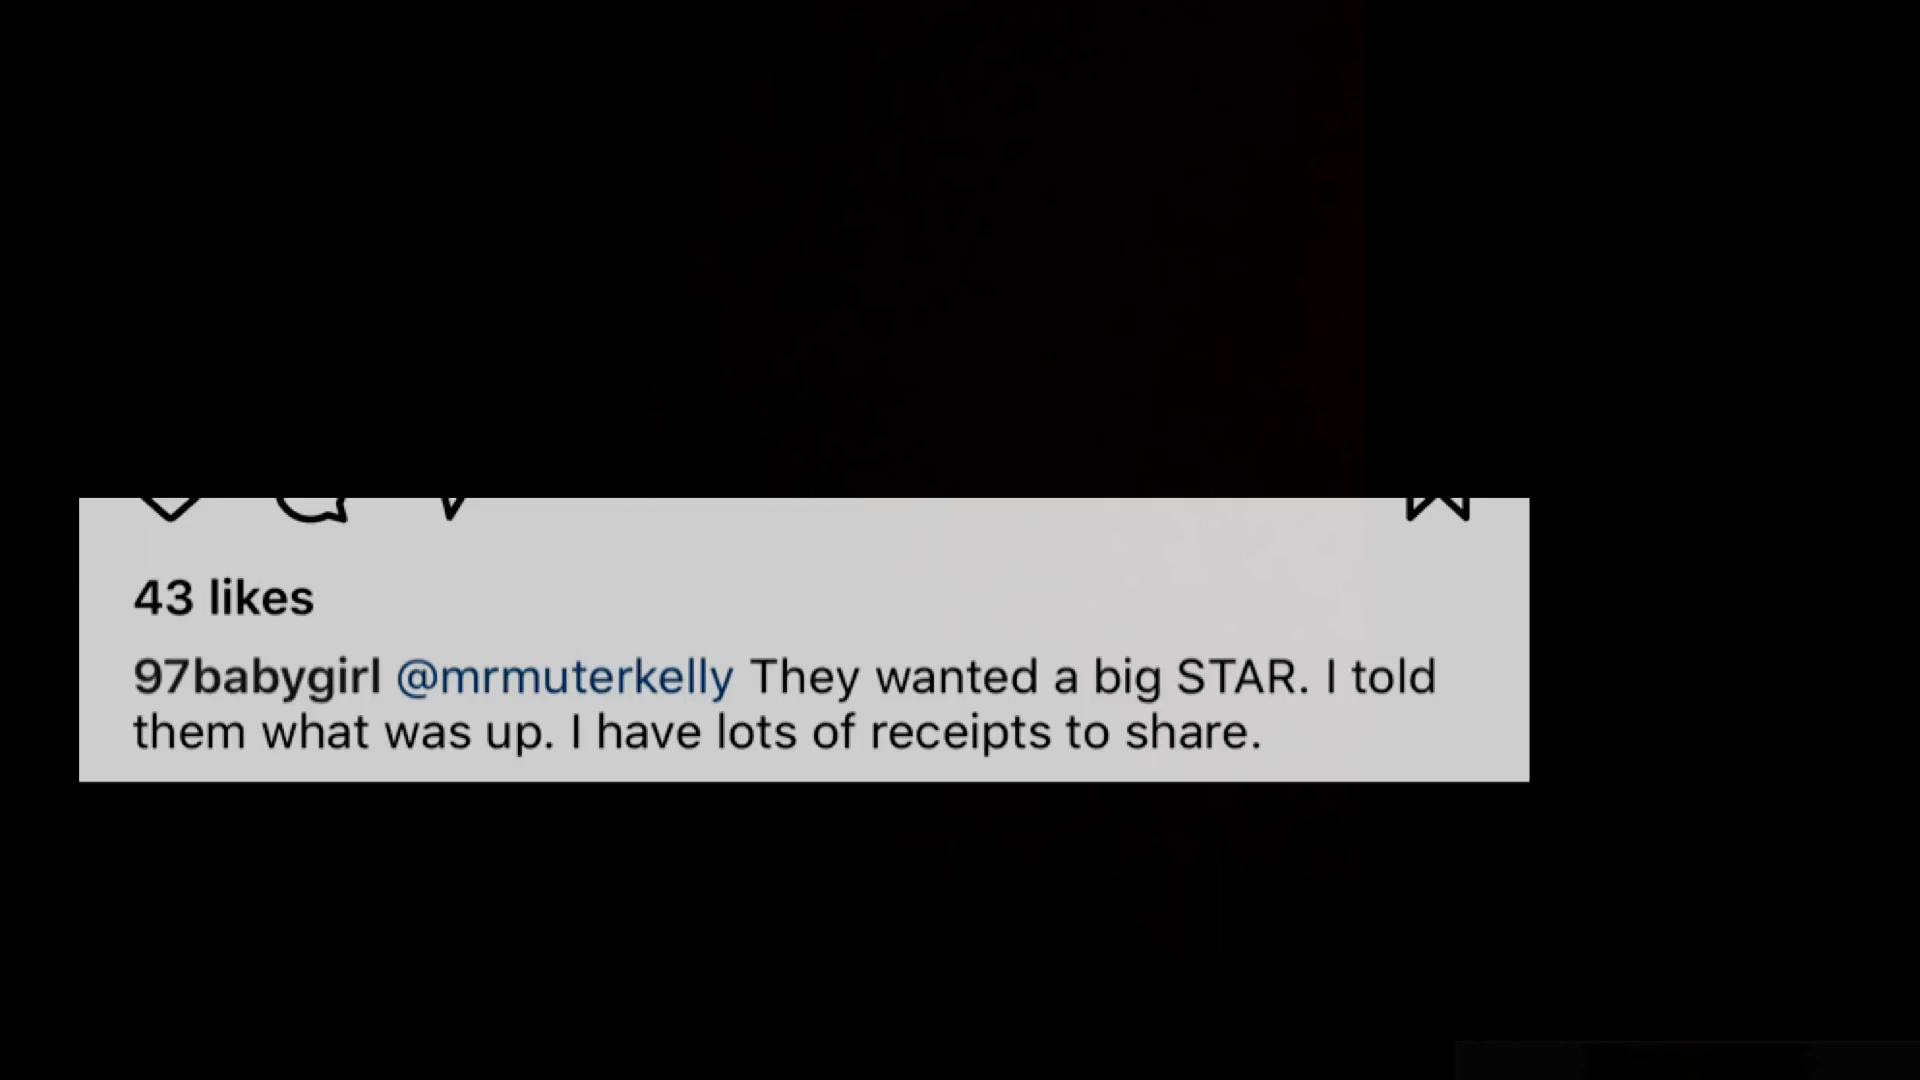 43 likes
97babygirl @mrmuterkelly They wanted a big STAR. I told
them what was up. I have lots of receipts to share.